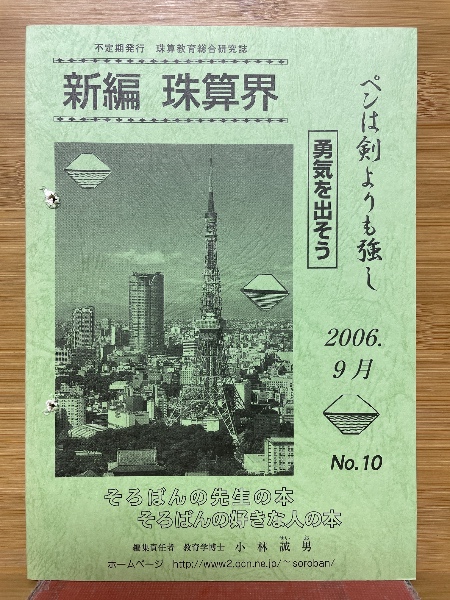 不定期発行 珠算教育総合研究誌
新編 珠算界
ペンは剣よりも強し
勇気を出そう
2006.
9月
No.10
そろばんの先生の本
そろばんの好きな人の本
編集責任者 教育学博士 小林誠男
ホームページ http://www2.ocn.ne.jp/~soroban/